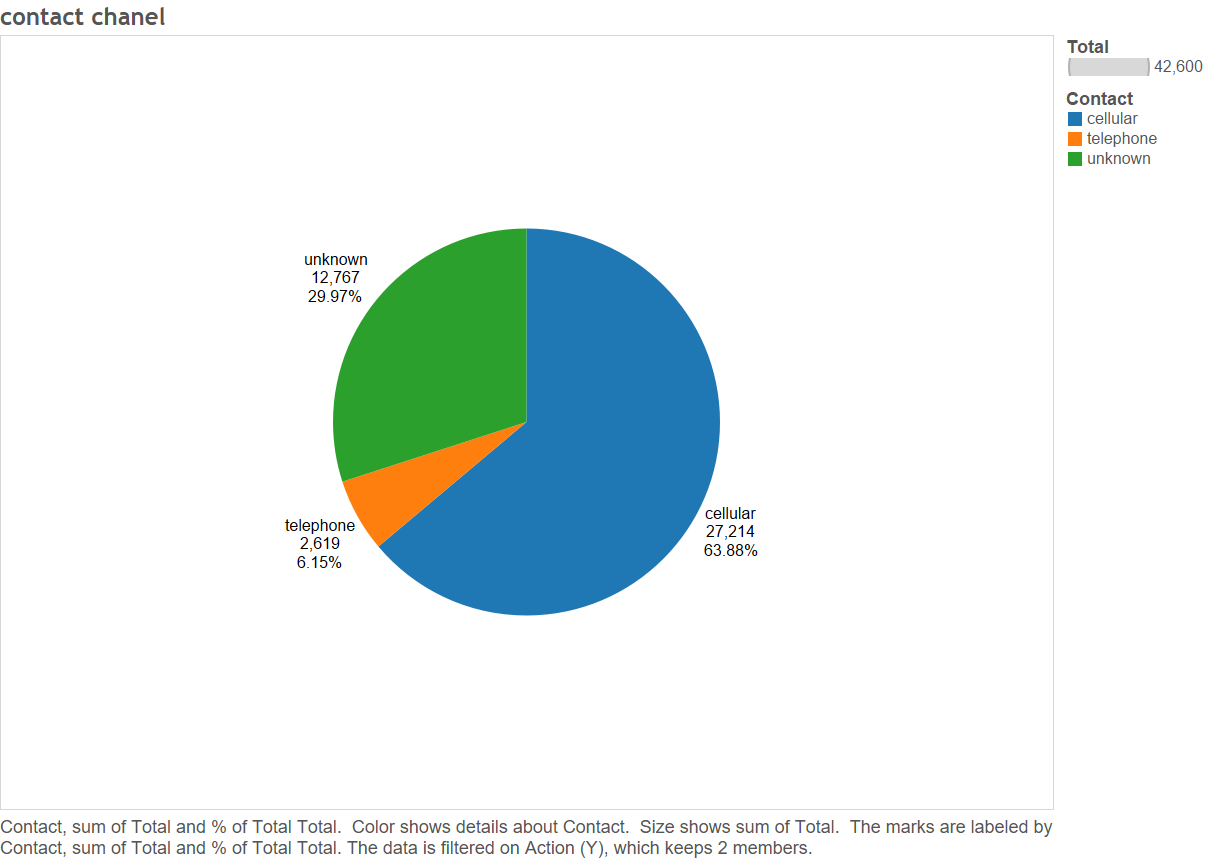 contact chanel
Total
42,600
Contact
cellular
telephone
unknown
unknown
12,767
29.97%
telephone
2,619
6.15%
cellular
27,214
63.88%
Contact, sum of Total and % of Total Total.  Color shows details about Contact.  Size shows sum of Total.  The marks are labeled by
Contact, sum of Total and % of Total Total. The data is filtered on Action (Y), which keeps 2 members.